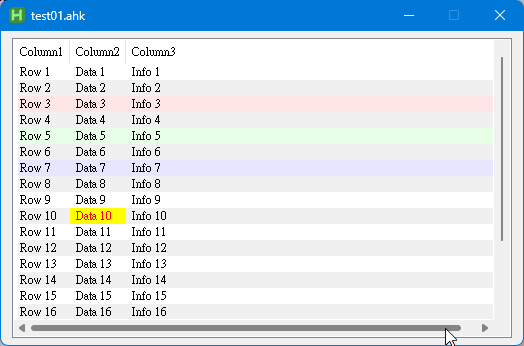 test01.ahk
Column1 Column2 Column3
Row 1 Data 1 Info 1
Row 2 Data 2 Info 2
Row 3 Data 3 Info 3
Row 4 Data 4 Info 4
Row 5 Data 5 Info 5
Row 6 Data 6 Info 6
Row 7 Data 7 Info 7
Row 8 Data 8 Info 8
Row 9 Data 9 Info 9
Row 10 Data 10 Info 10
Row 11 Data 11 Info 11
Row 12 Data 12 Info 12
Row 13 Data 13 Info 13
Row 14 Data 14 Info 14
Row 15 Data 15 Info 15
Row 16 Data 16 Info 16